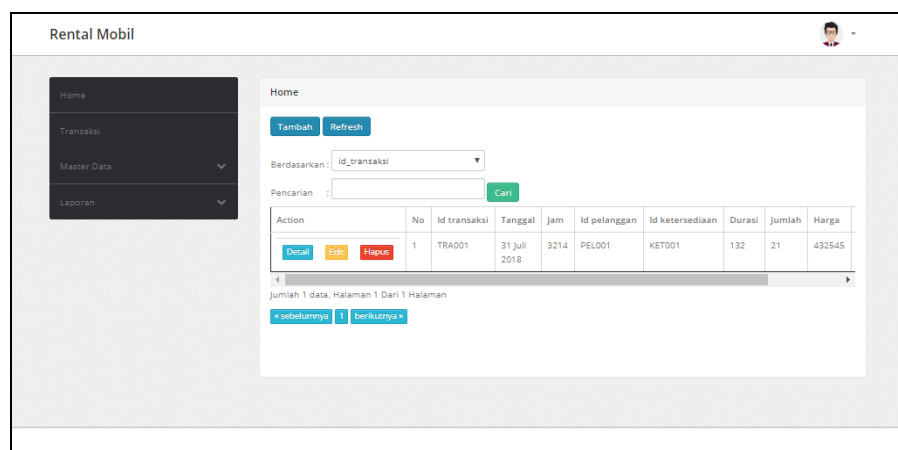 Rental Mobil
Home
Transaksi
Master Data
Laporan
Home
Tambah Refresh
Berdasarkan : id_transaksi
Pencarian : Cari
Action No Id transaksi Tanggal Jam Id pelanggan Id ketersediaan Durasi Jumlah Harga
Detail Edit Hapus 1 TRA001 31 Juli 2018 3214 PEL001 KET001 132 21 432545
Jumlah 1 data, Halaman 1 Dari 1 Halaman
« sebelumnya 1 berikutnya »